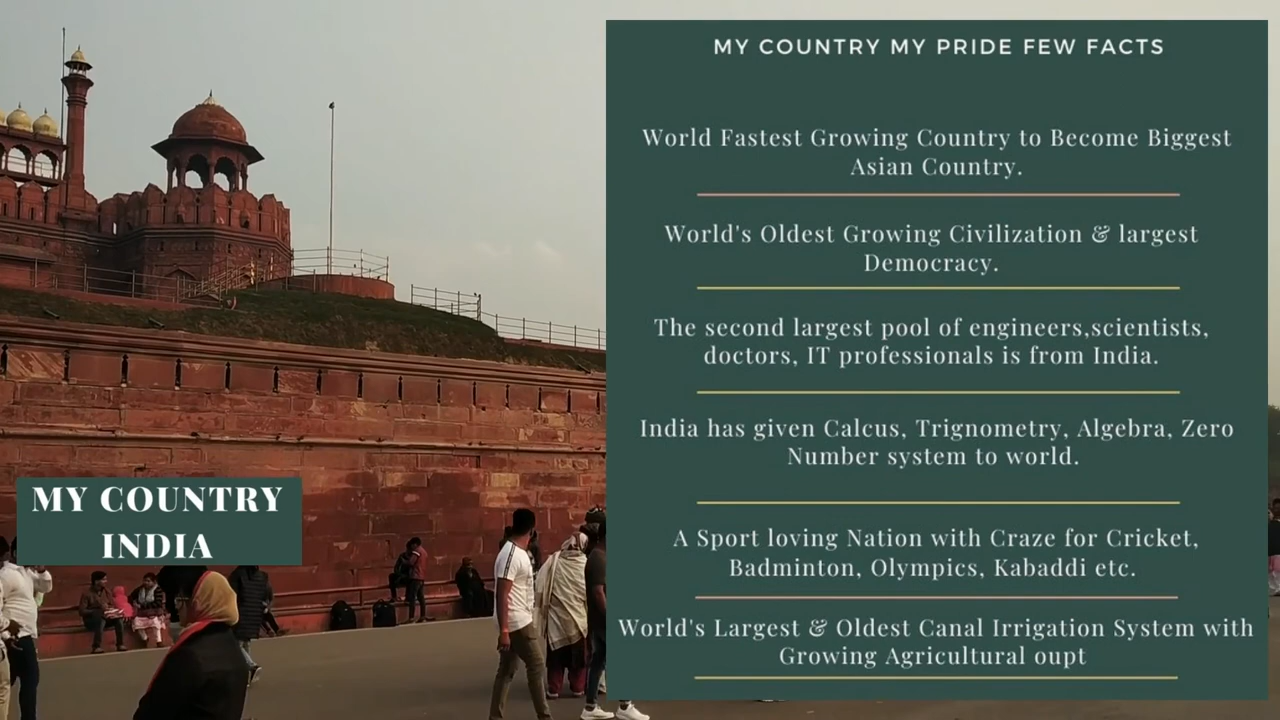 MY COUNTRY MY PRIDE FEW FACTS
World Fastest Growing Country to Become Biggest
Asian Country.
World's Oldest Growing Civilization & largest
Democracy.
The second largest pool of engineers,scientists,
doctors, IT professionals is from India.
India has given Calcus, Trignometry, Algebra, Zero
Number system to world.
A Sport loving Nation with Craze for Cricket,
Badminton, Olympics, Kabaddi etc.
World's Largest & Oldest Canal Irrigation System with
Growing Agricultural oupt
MY COUNTRY
INDIA